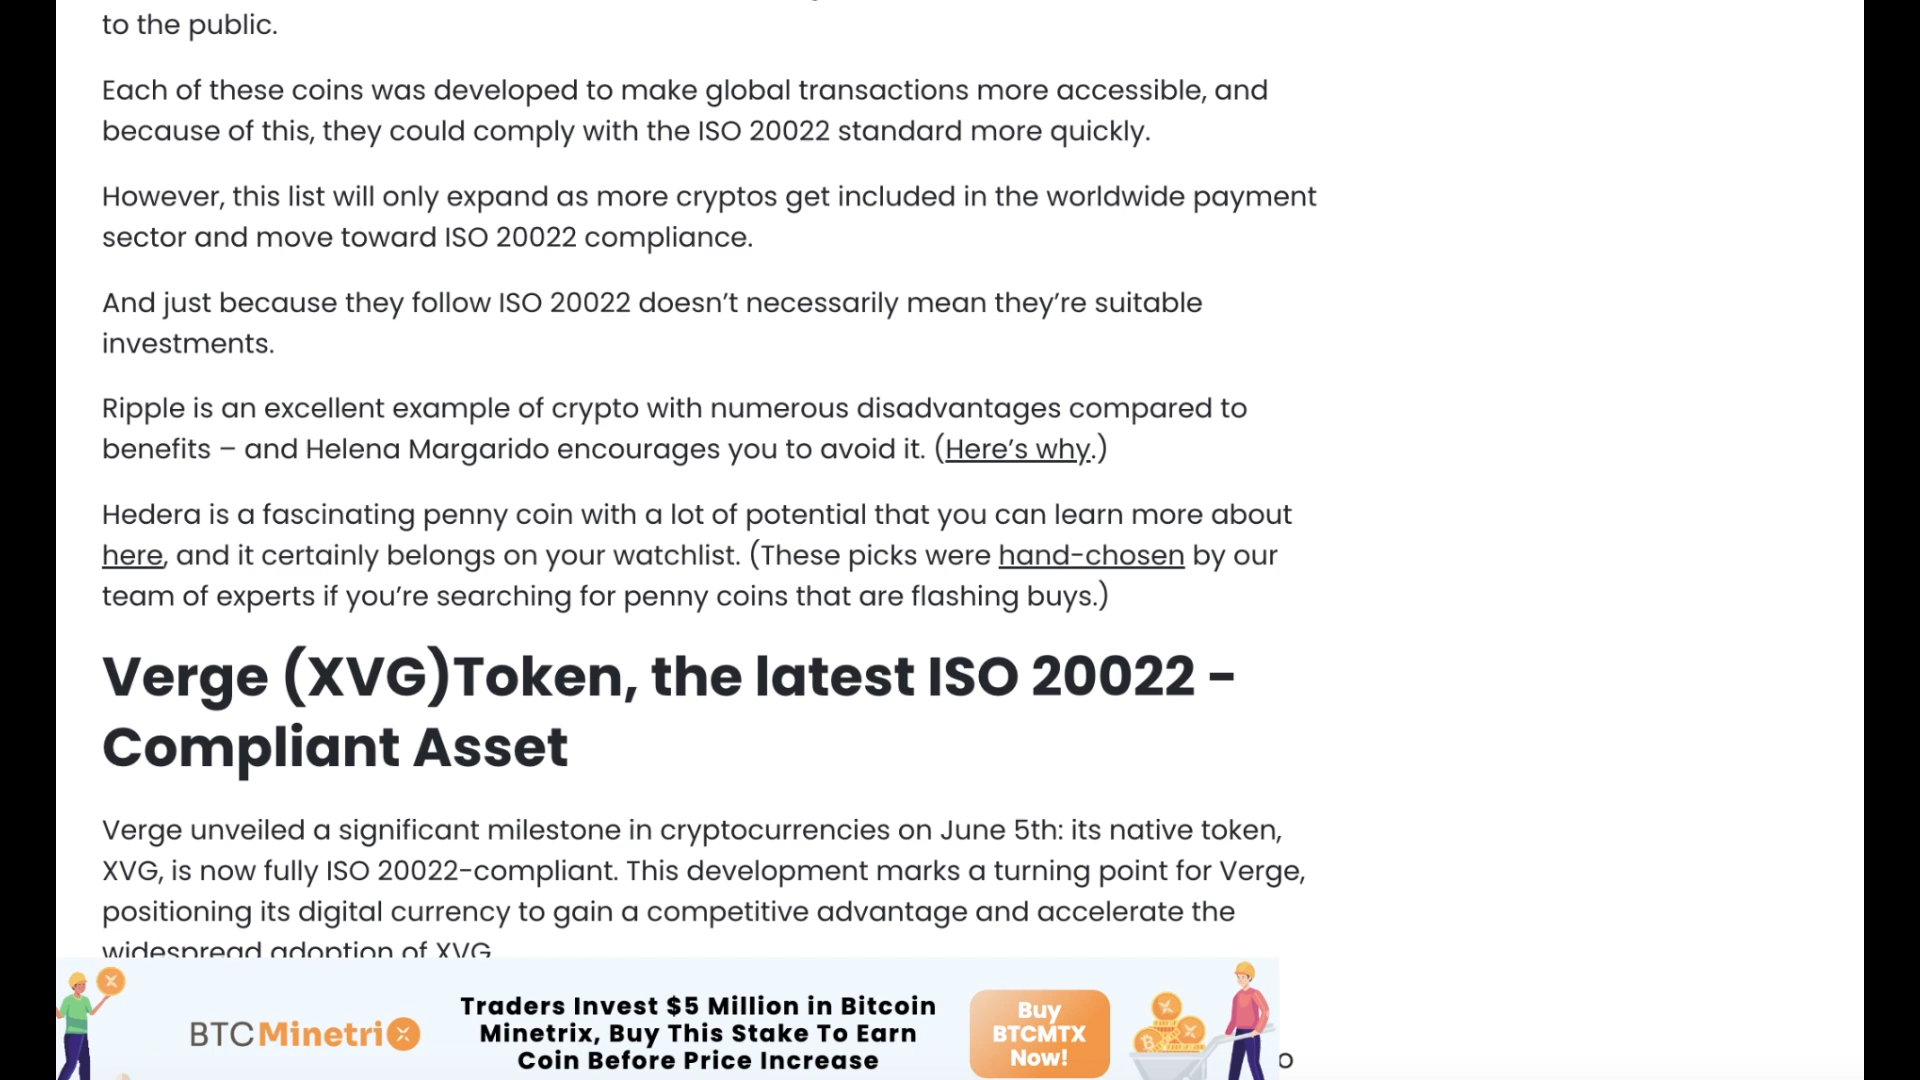 to the public.
Each of these coins was developed to make global transactions more accessible, and
because of this, they could comply with the ISO 20022 standard more quickly.
However, this list will only expand as more cryptos get included in the worldwide payment
sector and move toward ISO 20022 compliance.
And just because they follow ISO 20022 doesn’t necessarily mean they’re suitable
investments.
Ripple is an excellent example of crypto with numerous disadvantages compared to
benefits – and Helena Margarido encourages you to avoid it. (Here’s why.)
Hedera is a fascinating penny coin with a lot of potential that you can learn more about
here, and it certainly belongs on your watchlist. (These picks were hand-chosen by our
team of experts if you’re searching for penny coins that are flashing buys.)
Verge (XVG)Token, the latest ISO 20022 -
Compliant Asset
Verge unveiled a significant milestone in cryptocurrencies on June 5th: its native token,
XVG, is now fully ISO 20022-compliant. This development marks a turning point for Verge,
positioning its digital currency to gain a competitive advantage and accelerate the
widespread adoption of XVG
BTC Minetrix
Traders Invest $5 Million in Bitcoin
Minetrix, Buy This Stake To Earn
Coin Before Price Increase
Buy
BTCMTX
Now!